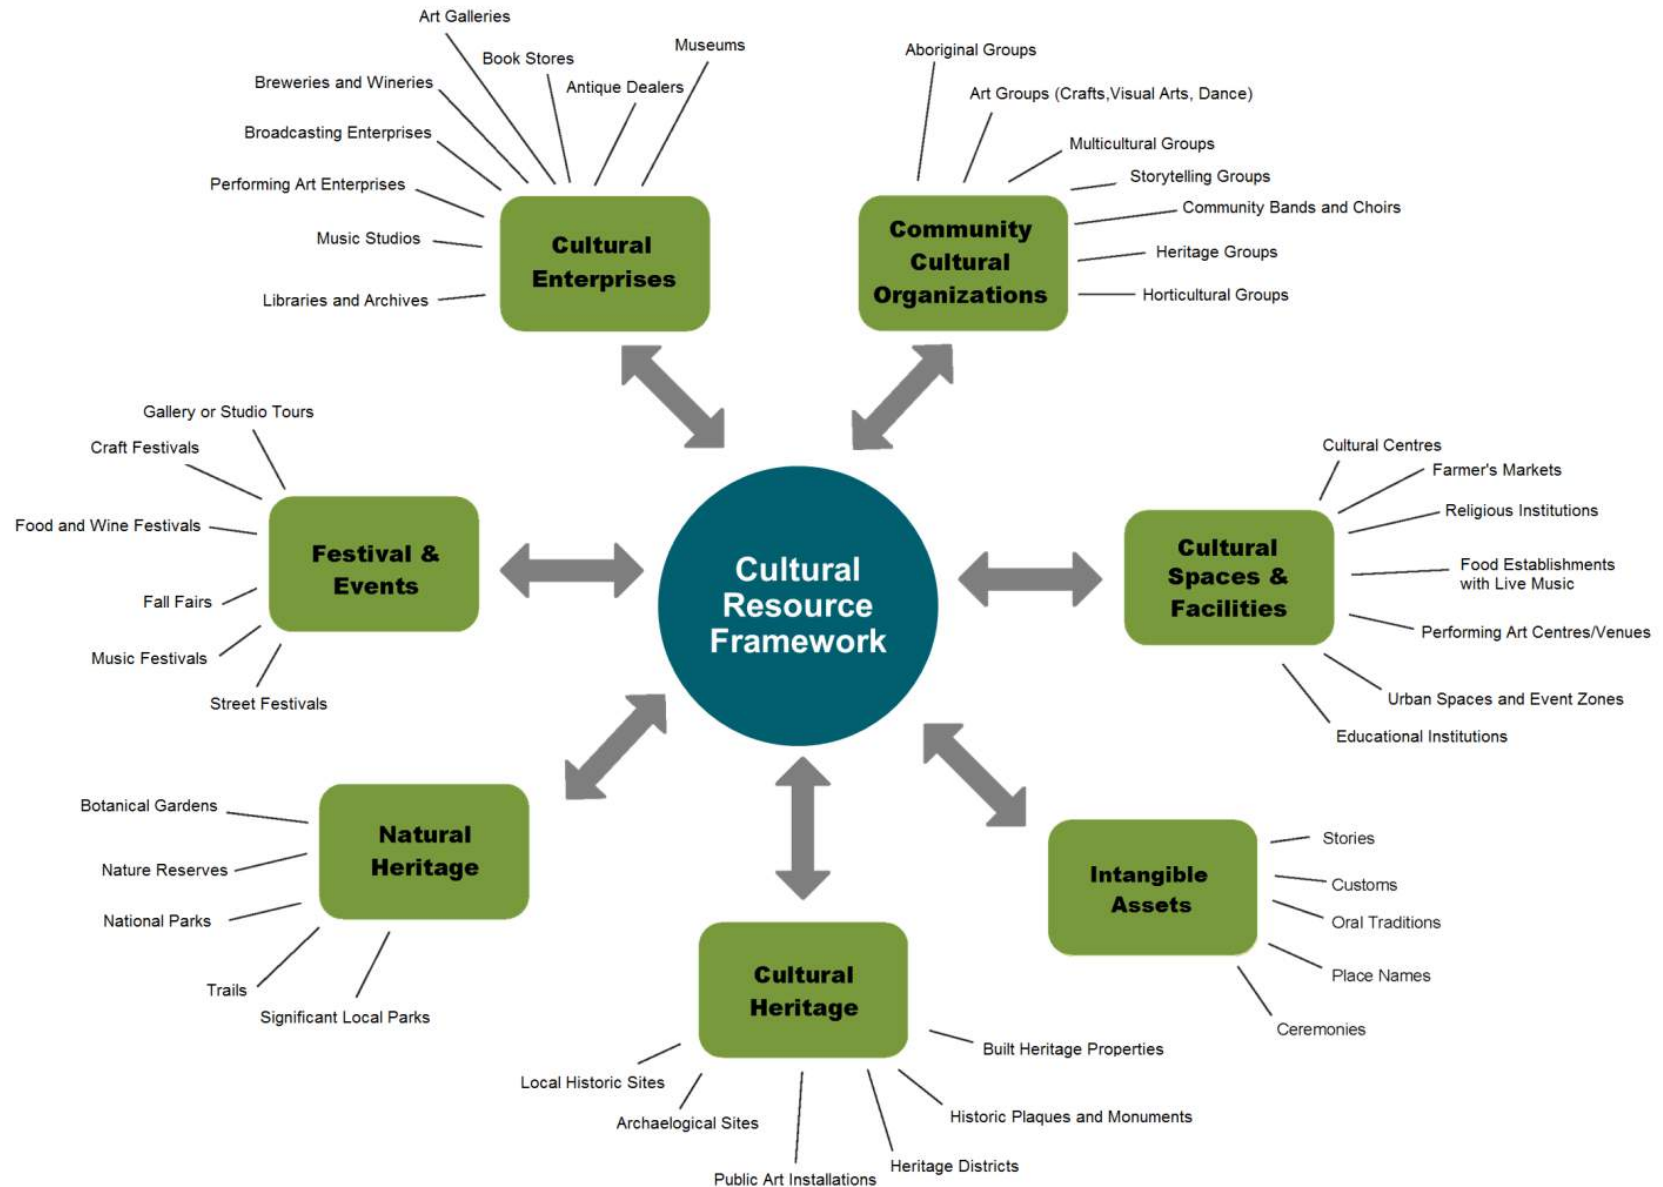 Art Galleries
Book Stores
Museums
Breweries and Wineries
Antique Dealers
Broadcasting Enterprises
Performing Art Enterprises
Music Studios
Libraries and Archives
Cultural
Enterprises
Aboriginal Groups
Art Groups (Crafts,Visual Arts, Dance)
Multicultural Groups
Storytelling Groups
Community Bands and Choirs
Heritage Groups
Horticultural Groups
Community
Cultural
Organizations
Gallery or Studio Tours
Craft Festivals
Food and Wine Festivals
Fall Fairs
Music Festivals
Street Festivals
Festival &
Events
Cultural
Resource
Framework
Cultural Centres
Farmer's Markets
Religious Institutions
Food Establishments
with Live Music
Performing Art Centres/Venues
Urban Spaces and Event Zones
Educational Institutions
Cultural
Spaces &
Facilities
Botanical Gardens
Nature Reserves
National Parks
Trails
Significant Local Parks
Natural
Heritage
Cultural
Heritage
Local Historic Sites
Archaelogical Sites
Public Art Installations
Heritage Districts
Historic Plaques and Monuments
Built Heritage Properties
Intangible
Assets
Stories
Customs
Oral Traditions
Place Names
Ceremonies